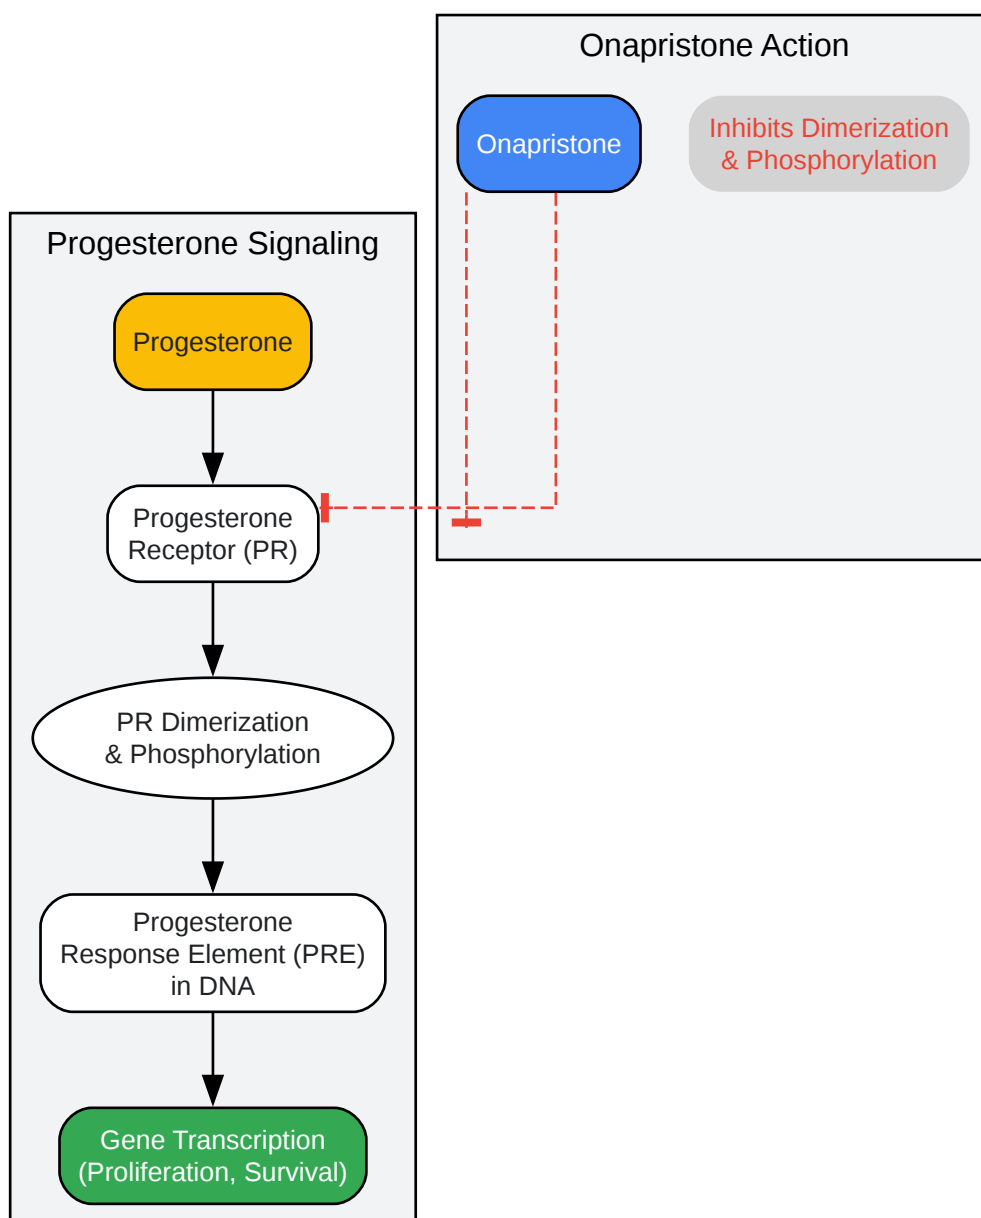 Onapristone Action
Onapristone
Inhibits Dimerization
& Phosphorylation
Progesterone Signaling
Progesterone
Progesterone
Receptor (PR)
PR Dimerization
& Phosphorylation
Progesterone
Response Element (PRE)
in DNA
Gene Transcription
(Proliferation, Survival)